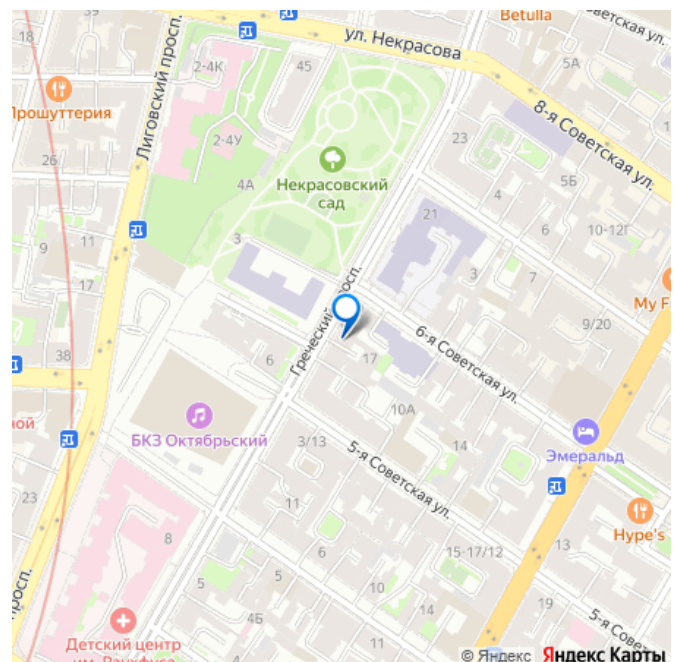 Betulla
Советская ул.
ул. Некрасова
2-4К
45
5А
Прошуттерия
Лиговский просп.
8-я Советская ул.
23
2-4У
26
Некрасовский
сад
4А
5Б
4
21
6
10-12Г
3
9
11
3
7
17
My F
Греческий просп.
9/20
6-я Советская ул.
38
6
17
10А
ной
БКЗ Октябрьский
3/13
14
Эмеральд
5-я Советская ул.
23
11
Hype's
8
6
15-17/12
13
просп.
5
5
14
19
4Б
5-я Советская
Детский центр
им. Раухфуса
11
© Яндекс Яндекс Карты